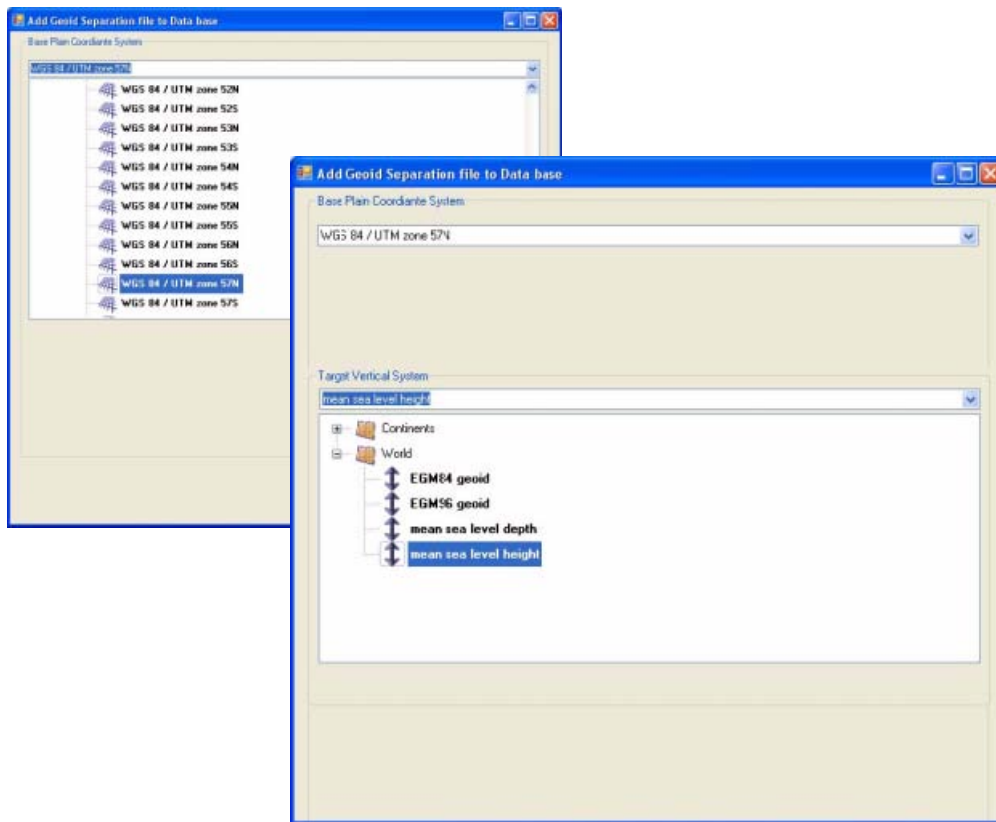 Add Geoid Separation file to Data base
Base Plain Coordiante System
WGS 84 / UTM zone 57N
WGS 84 / UTM zone 52N
WGS 84 / UTM zone 52S
WGS 84 / UTM zone 53N
WGS 84 / UTM zone 53S
WGS 84 / UTM zone 54N
WGS 84 / UTM zone 54S
WGS 84 / UTM zone 55N
WGS 84 / UTM zone 55S
WGS 84 / UTM zone 56N
WGS 84 / UTM zone 56S
WGS 84 / UTM zone 57N
WGS 84 / UTM zone 57S
Add Geoid Separation file to Data base
Base Plain Coordiante System
WGS 84 / UTM zone 57N
Target Vertical System
mean sea level height
Continents
World
EGM84 geoid
EGM96 geoid
mean sea level depth
mean sea level height